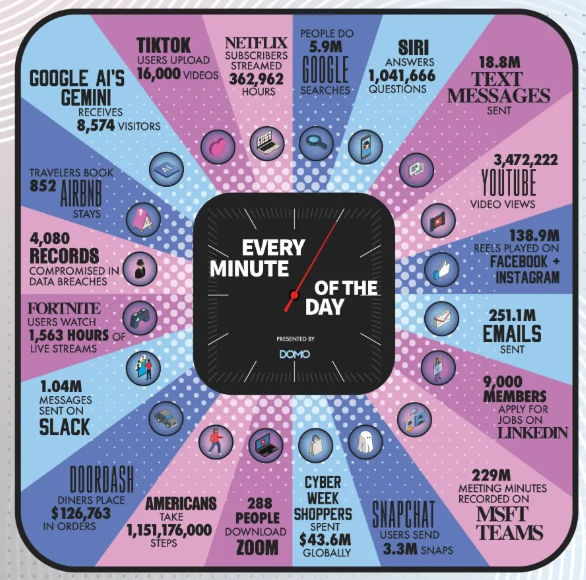 PEOPLE DO
5.9M
GOOGLE
SEARCHES
SIRI
ANSWERS
1,041,666
QUESTIONS
18.8M
TEXT
MESSAGES
SENT
3,472,222
YOUTUBE
VIDEO VIEWS
138.9M
REELS PLAYED ON
FACEBOOK +
INSTAGRAM
251.1M
EMAILS
SENT
9,000
MEMBERS
APPLY FOR
JOBS ON
LINKEDIN
229M
MEETING MINUTES
RECORDED ON
MSFT
TEAMS
SNAPCHAT
USERS SEND
3.3M SNAPS
CYBER
WEEK
SHOPPERS
SPENT
$43.6M
GLOBALLY
288
PEOPLE
DOWNLOAD
ZOOM
AMERICANS
TAKE
1,151,176,000
STEPS
DOORDASH
DINERS PLACE
$126,763
IN ORDERS
1.04M
MESSAGES
SENT ON
SLACK
FORTNITE
USERS WATCH
1,563 HOURS OF
LIVE STREAMS
4,080
RECORDS
COMPROMISED IN
DATA BREACHES
TRAVELERS BOOK
852 AIRBNB
STAYS
GOOGLE AI'S
GEMINI
RECEIVES
8,574 VISITORS
TIKTOK
USERS UPLOAD
16,000 VIDEOS
NETFLIX
SUBSCRIBERS
STREAMED
362,962
HOURS
EVERY
MINUTE
OF THE
DAY
PRESENTED BY
DOMO